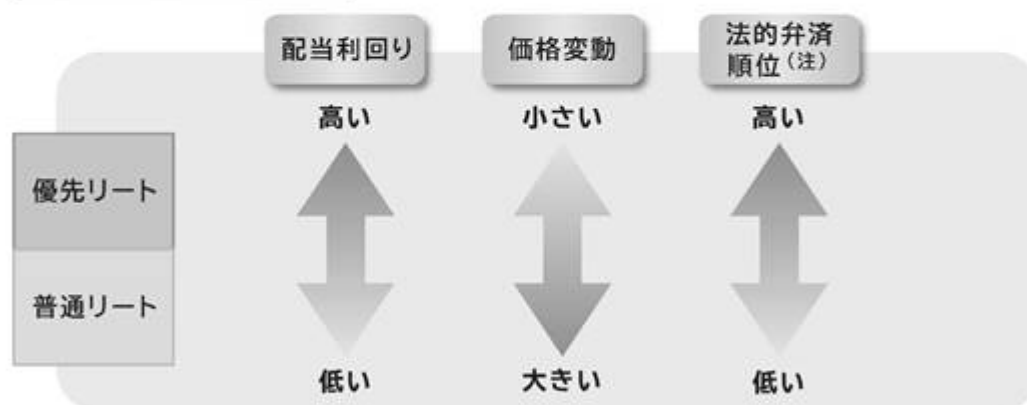 配当利回り
価格変動
法的弁済
順位(注)
高い
小さい
高い
優先リート
普通リート
低い
大きい
低い